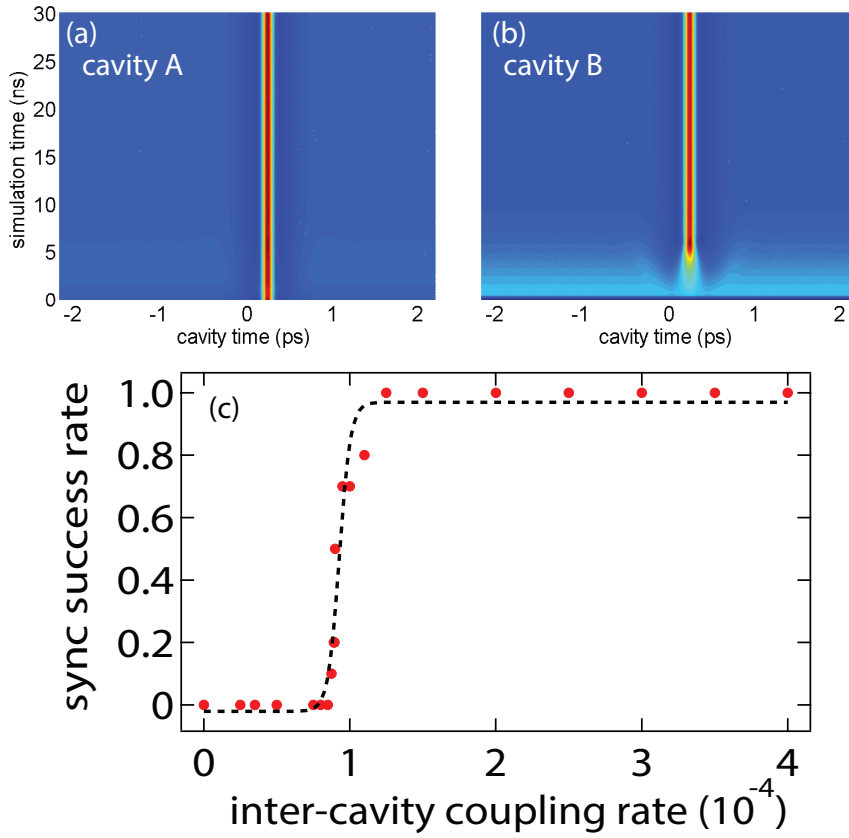 (a)
cavity A
(b)
cavity B
simulation time (ns)
30
25
20
15
10
5
0
-2 0 1 2
cavity time (ps)
-2 0 1 2
cavity time (ps)
(c)
sync success rate
1.0
0.8
0.6
0.4
0.2
0
0 1 2 3 4
inter-cavity coupling rate (10⁻⁴)